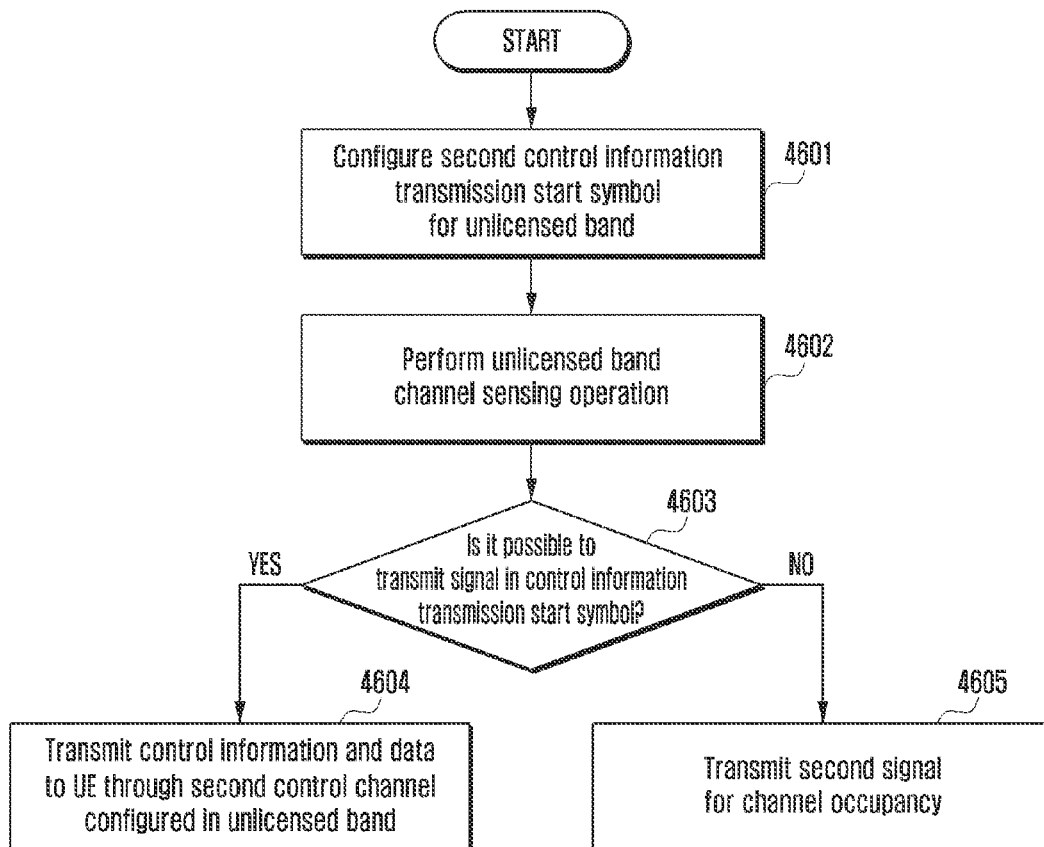 START
Configure second control information
transmission start symbol
for unlicensed band
4601
Perform unlicensed band
channel sensing operation
4602
4603
Is it possible to
transmit signal in control information
transmission start symbol?
YES
NO
4604
Transmit control information and data
to UE through second control channel
configured in unlicensed band
4605
Transmit second signal
for channel occupancy